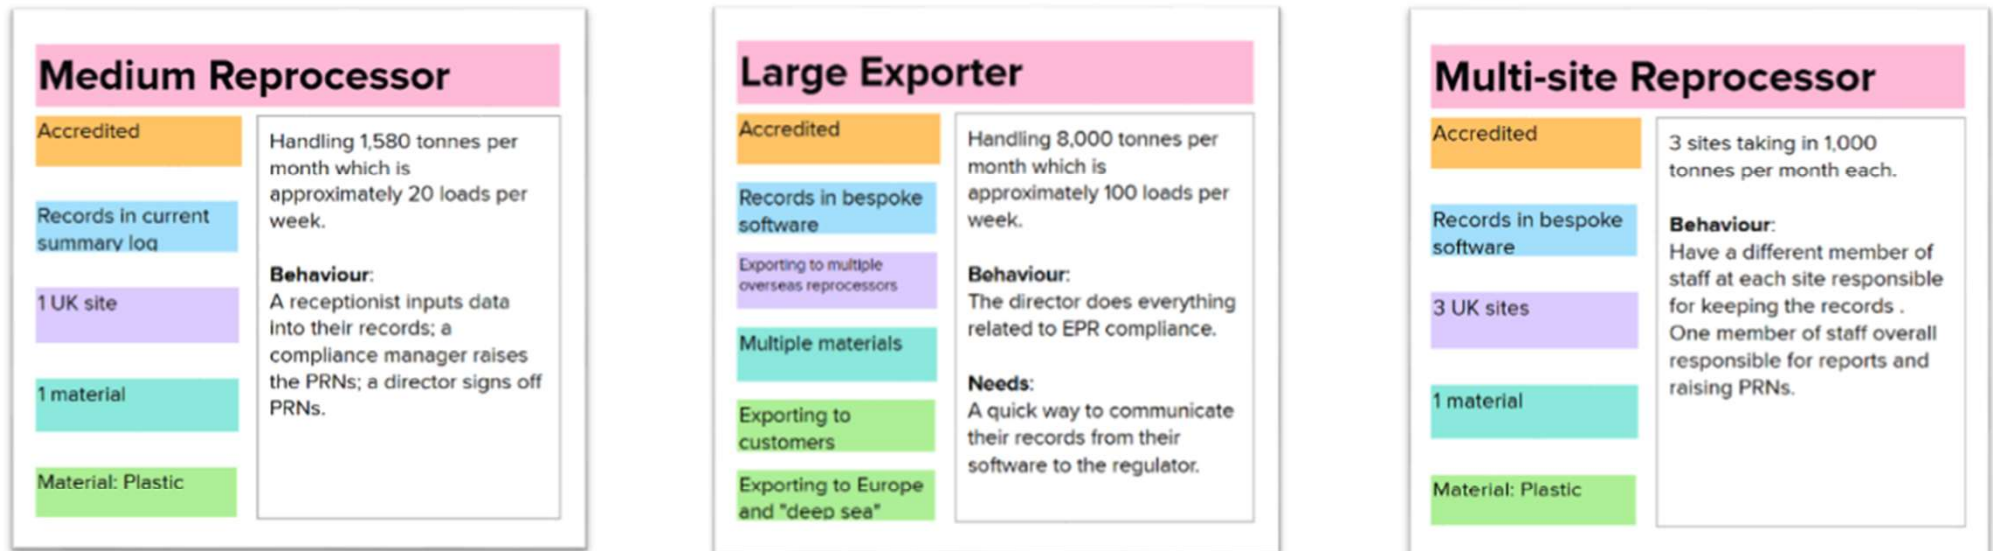 Medium Reprocessor
Accredited
Records in current
summary log
1 UK site
1 material
Material: Plastic
Handling 1,580 tonnes per
month which is
approximately 20 loads per
week.
Behaviour:
A receptionist inputs data
into their records; a
compliance manager raises
the PRNs; a director signs off
PRNs.
Large Exporter
Accredited
Records in bespoke
software
Exporting to multiple
overseas reprocessors
Multiple materials
Exporting to
customers
Exporting to Europe
and "deep sea"
Handling 8,000 tonnes per
month which is
approximately 100 loads per
week.
Behaviour:
The director does everything
related to EPR compliance.
Needs:
A quick way to communicate
their records from their
software to the regulator.
Multi-site Reprocessor
Accredited
Records in bespoke
software
3 UK sites
1 material
Material: Plastic
3 sites taking in 1,000
tonnes per month each.
Behaviour:
Have a different member of
staff at each site responsible
for keeping the records .
One member of staff overall
responsible for reports and
raising PRNs.